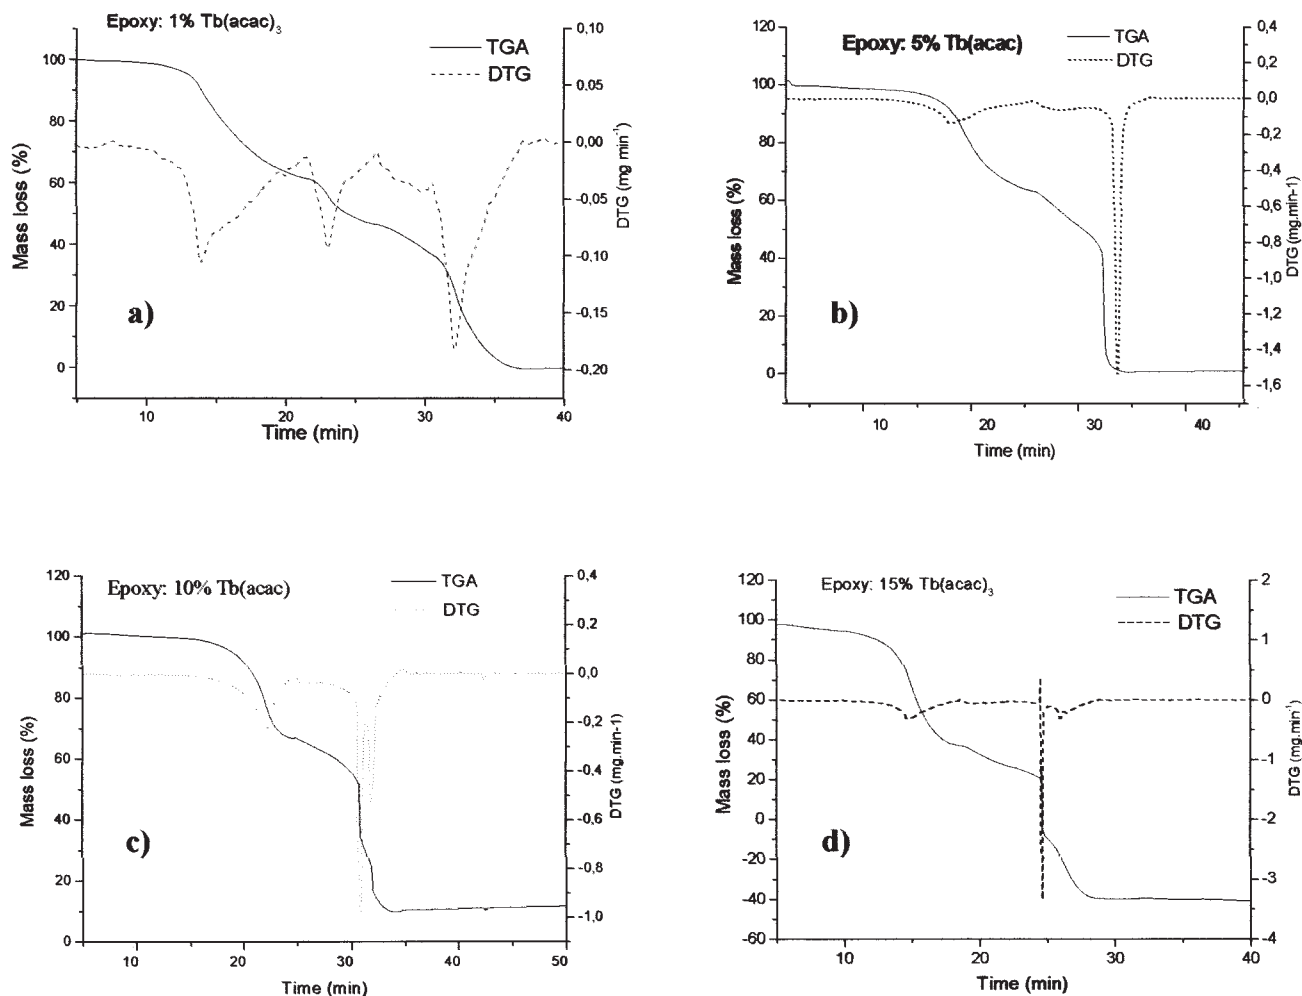 Epoxy: 1% Tb(acac)3
TGA
DTG
120
100
80
60
40
20
0
0,10
0,05
0,00
-0,05
-0,10
-0,15
-0,20
10
20
30
40
Mass loss (%)
DTG (mg min-1)
Time (min)
a)
Epoxy: 5% Tb(acac)
TGA
DTG
120
100
80
60
40
20
0
0,4
0,2
0,0
-0,2
-0,4
-0,6
-0,8
-1,0
-1,2
-1,4
-1,6
10
20
30
40
Mass loss (%)
DTG (mg.min-1)
Time (min)
b)
Epoxy: 10% Tb(acac)
TGA
DTG
120
100
80
60
40
20
0
0,4
0,2
0,0
-0,2
-0,4
-0,6
-0,8
-1,0
10
20
30
40
50
Mass loss (%)
DTG (mg.min-1)
Time (min)
c)
Epoxy: 15% Tb(acac)3
TGA
DTG
120
100
80
60
40
20
0
-20
-40
-60
2
1
0
-1
-2
-3
-4
10
20
30
40
Mass loss (%)
DTG (mg.min-1)
Time (min)
d)